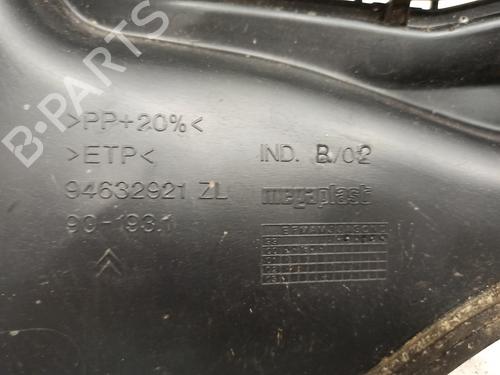 B-PARTS
>PP+20%<
>ETP<
94632921 ZL
90-193.1
IND. B/02
megaplast